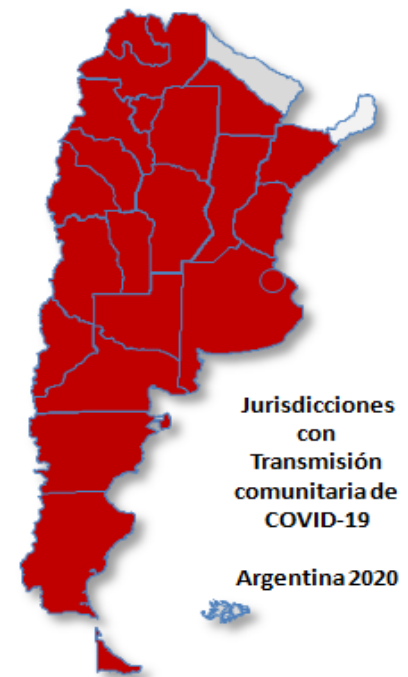 Jurisdicciones
con
Transmisión
comunitaria de
COVID-19
Argentina 2020